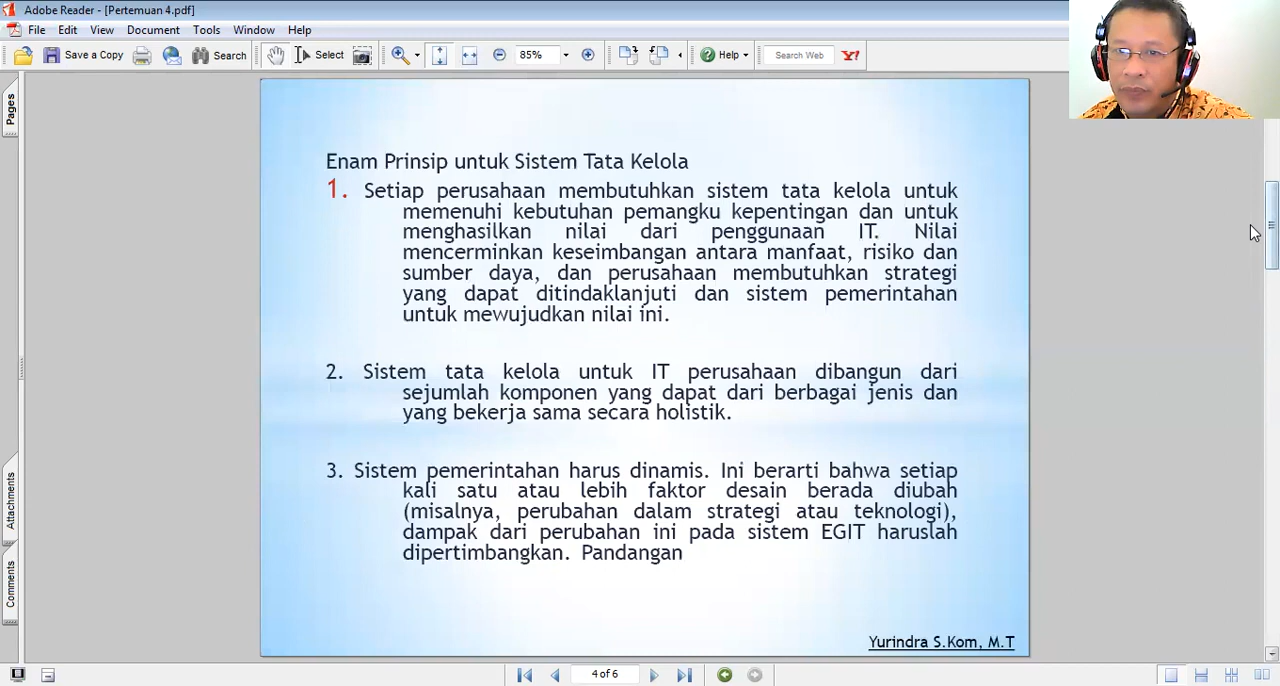 Adobe Reader - [Pertemuan 4.pdf]
File Edit View Document Tools Window Help
Save a Copy Search Select 85% Help Search Web Y!
Pages
Enam Prinsip untuk Sistem Tata Kelola
1. Setiap perusahaan membutuhkan sistem tata kelola untuk
memenuhi kebutuhan pemangku kepentingan dan untuk
menghasilkan nilai dari penggunaan IT. Nilai
mencerminkan keseimbangan antara manfaat, risiko dan
sumber daya, dan perusahaan membutuhkan strategi
yang dapat ditindaklanjuti dan sistem pemerintahan
untuk mewujudkan nilai ini.
2. Sistem tata kelola untuk IT perusahaan dibangun dari
sejumlah komponen yang dapat dari berbagai jenis dan
yang bekerja sama secara holistik.
3. Sistem pemerintahan harus dinamis. Ini berarti bahwa setiap
kali satu atau lebih faktor desain berada diubah
(misalnya, perubahan dalam strategi atau teknologi),
dampak dari perubahan ini pada sistem EGIT haruslah
dipertimbangkan. Pandangan
Attachments
Comments
Yurindra S.Kom, M.T
4 of 6